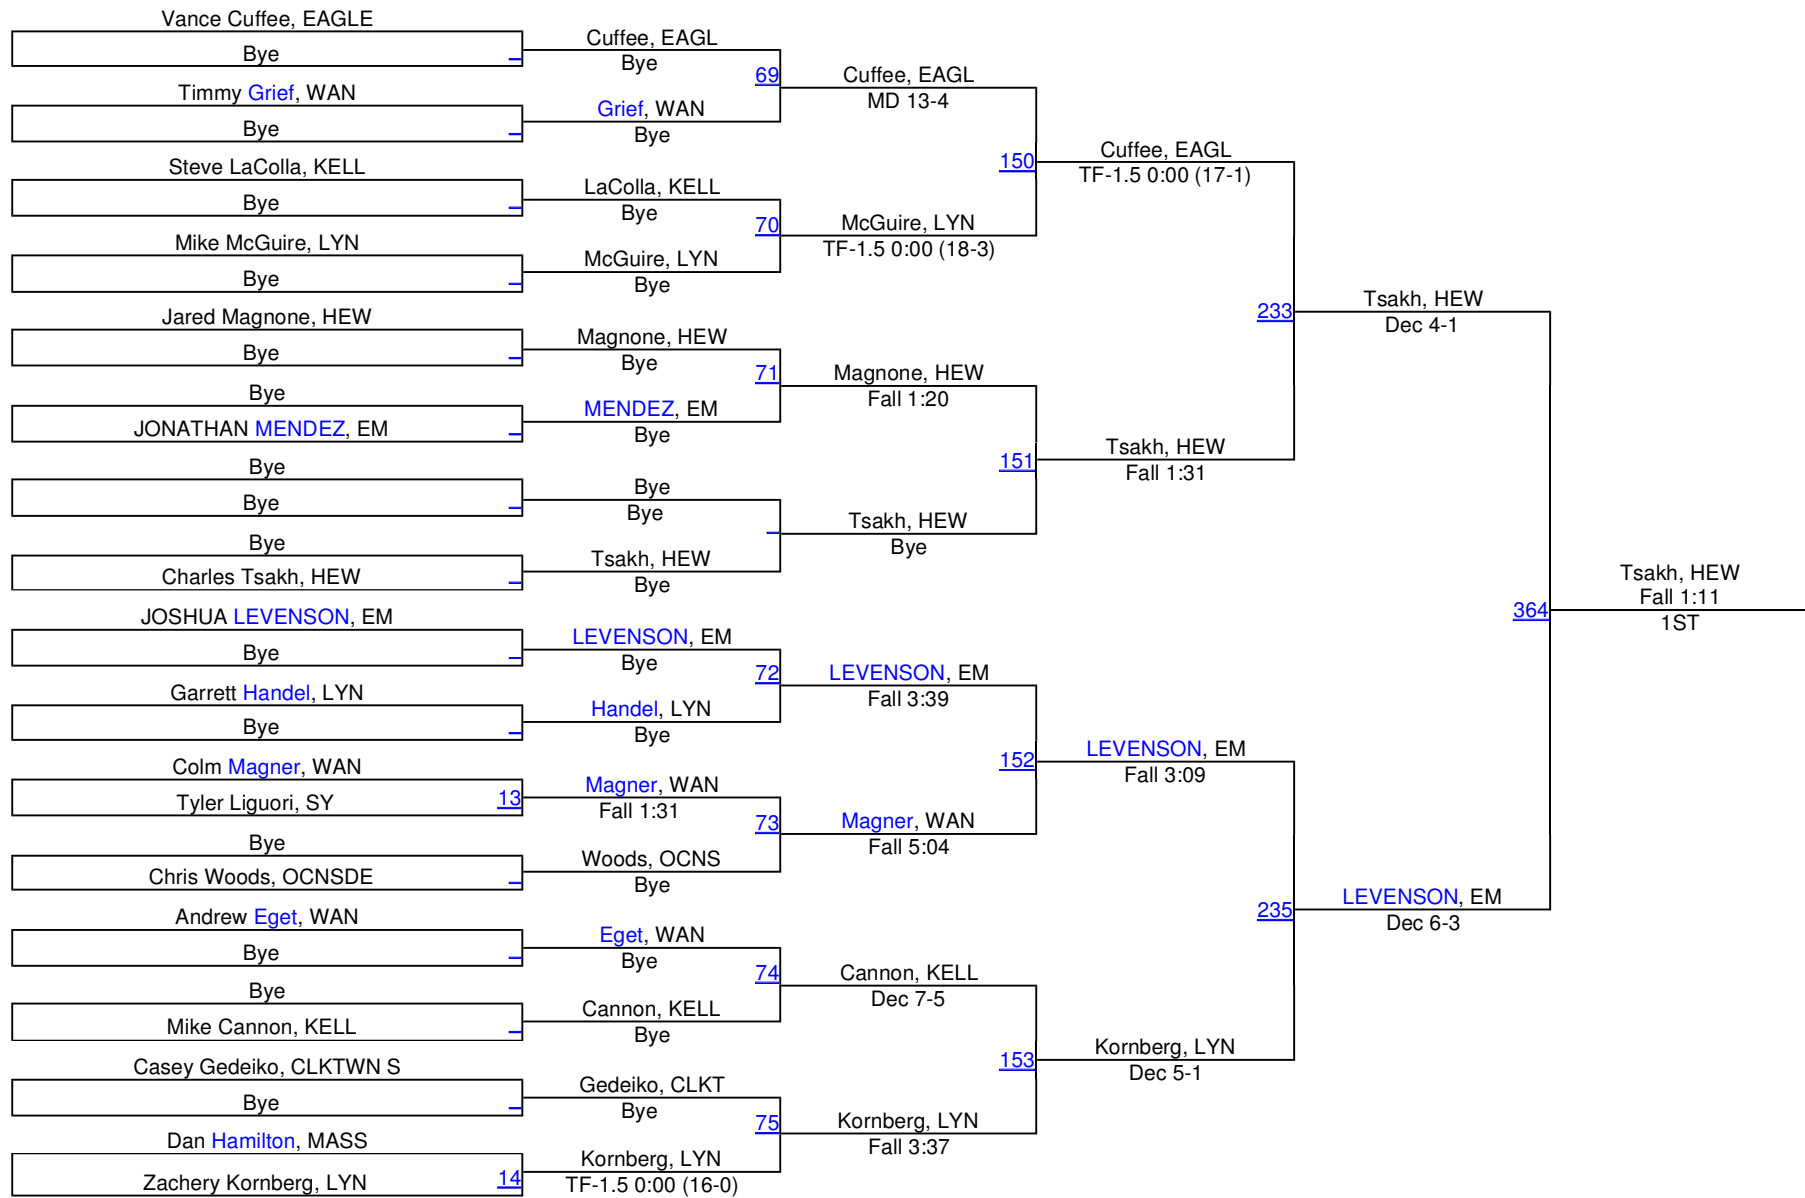 Vance Cuffee, EAGLE
Bye
Timmy Grief, WAN
Bye
Steve LaColla, KELL
Bye
Mike McGuire, LYN
Bye
Jared Magnone, HEW
Bye
Bye
JONATHAN MENDEZ, EM
Bye
Bye
Bye
Charles Tsakh, HEW
JOSHUA LEVENSON, EM
Bye
Garrett Handel, LYN
Bye
Colm Magner, WAN
Tyler Liguori, SY 13
Bye
Chris Woods, OCNSDE
Andrew Eget, WAN
Bye
Bye
Mike Cannon, KELL
Casey Gedeiko, CLKTWN S
Bye
Dan Hamilton, MASS
Zachery Kornberg, LYN 14
Cuffee, EAGL
Bye
69
Grief, WAN
Bye
LaColla, KELL
Bye
70
McGuire, LYN
Bye
Magnone, HEW
Bye
71
MENDEZ, EM
Bye
Bye
Bye
Tsakh, HEW
Bye
LEVENSON, EM
Bye
72
Handel, LYN
Bye
Magner, WAN
Fall 1:31
73
Woods, OCNS
Bye
Eget, WAN
Bye
74
Cannon, KELL
Bye
Gedeiko, CLKT
Bye
75
Kornberg, LYN
TF-1.5 0:00 (16-0)
Cuffee, EAGL
MD 13-4
150
McGuire, LYN
TF-1.5 0:00 (18-3)
Magnone, HEW
Fall 1:20
151
Tsakh, HEW
Bye
LEVENSON, EM
Fall 3:39
152
Magner, WAN
Fall 5:04
Cannon, KELL
Dec 7-5
153
Kornberg, LYN
Fall 3:37
Cuffee, EAGL
TF-1.5 0:00 (17-1)
233
Tsakh, HEW
Fall 1:31
LEVENSON, EM
Fall 3:09
235
Kornberg, LYN
Dec 5-1
Tsakh, HEW
Dec 4-1
364
LEVENSON, EM
Dec 6-3
Tsakh, HEW
Fall 1:11
1ST